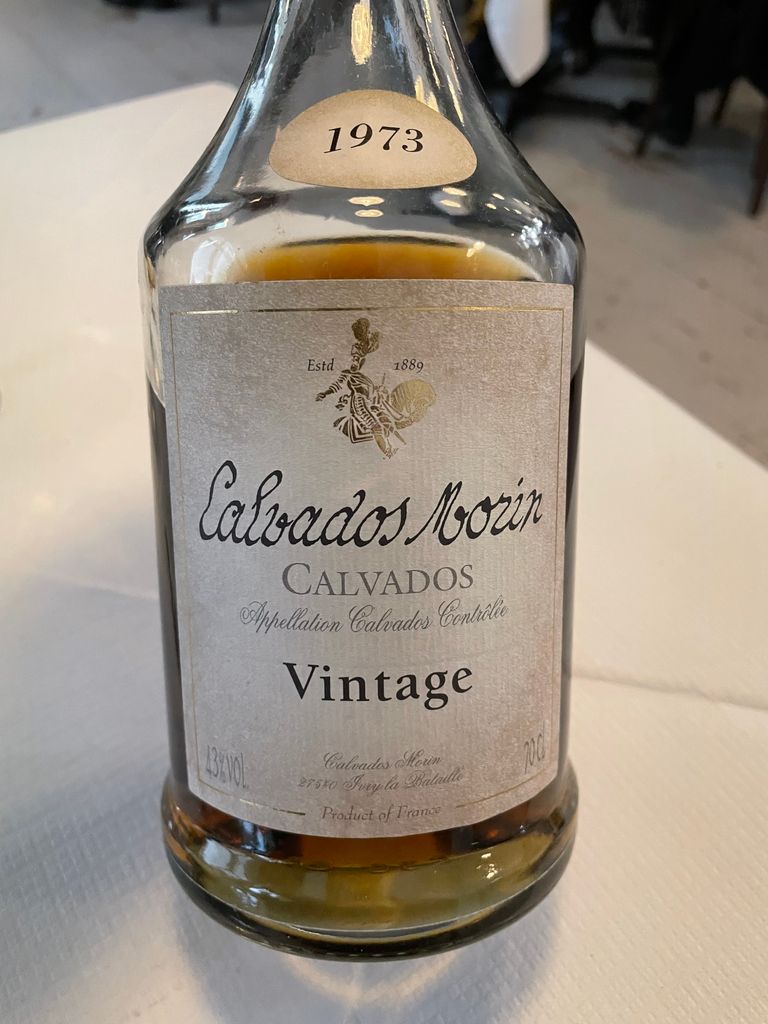 1973
Estd 1889
Calvados Morin
CALVADOS
Appellation Calvados Contrôlée
Vintage
43%VOL. 70Cl
Calvados Morin
27540 Ivry la Bataille
Product of France